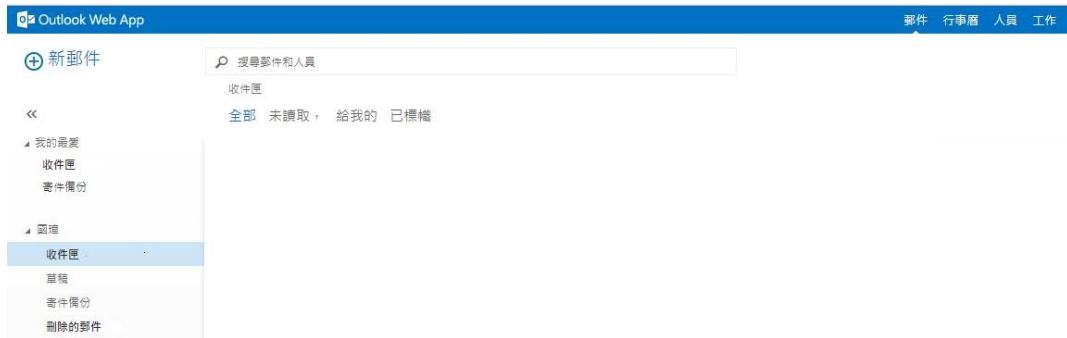 Outlook Web App
郵件 行事曆 人員 工作
新郵件
搜尋郵件和人員
收件匣
全部 未讀取， 給我的 已標幟
我的最愛
收件匣
寄件備份
國璋
收件匣
草稿
寄件備份
刪除的郵件